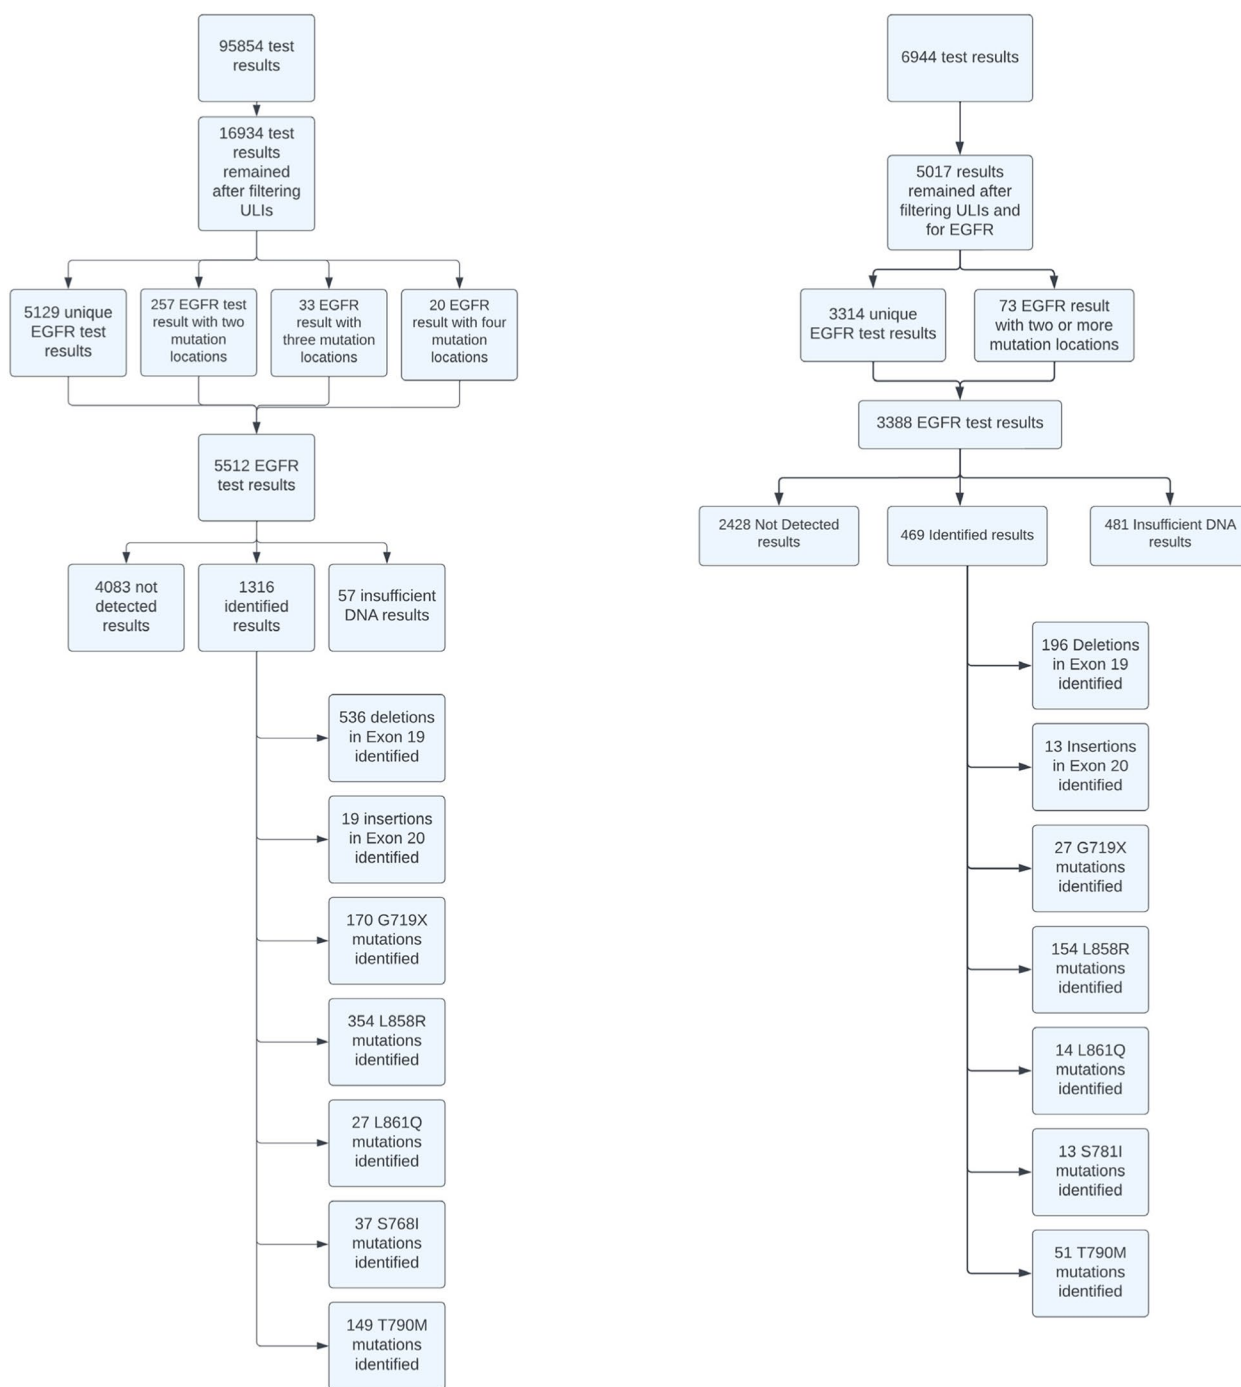 95854 test
results
16934 test
results
remained
after filtering
ULIs
5129 unique
EGFR test
results
257 EGFR test
result with two
mutation
locations
33 EGFR
result with
three mutation
locations
20 EGFR
result with four
mutation
locations
5512 EGFR
test results
4083 not
detected
results
1316
identified
results
57 insufficient
DNA results
536 deletions
in Exon 19
identified
19 insertions
in Exon 20
identified
170 G719X
mutations
identified
354 L858R
mutations
identified
27 L861Q
mutations
identified
37 S768I
mutations
identified
149 T790M
mutations
identified
6944 test results
5017 results
remained after
filtering ULIs and
for EGFR
3314 unique
EGFR test results
73 EGFR result
with two or more
mutation locations
3388 EGFR test results
2428 Not Detected
results
469 Identified results
481 Insufficient DNA
results
196 Deletions
in Exon 19
identified
13 Insertions
in Exon 20
identified
27 G719X
mutations
identified
154 L858R
mutations
identified
14 L861Q
mutations
identified
13 S781I
mutations
identified
51 T790M
mutations
identified